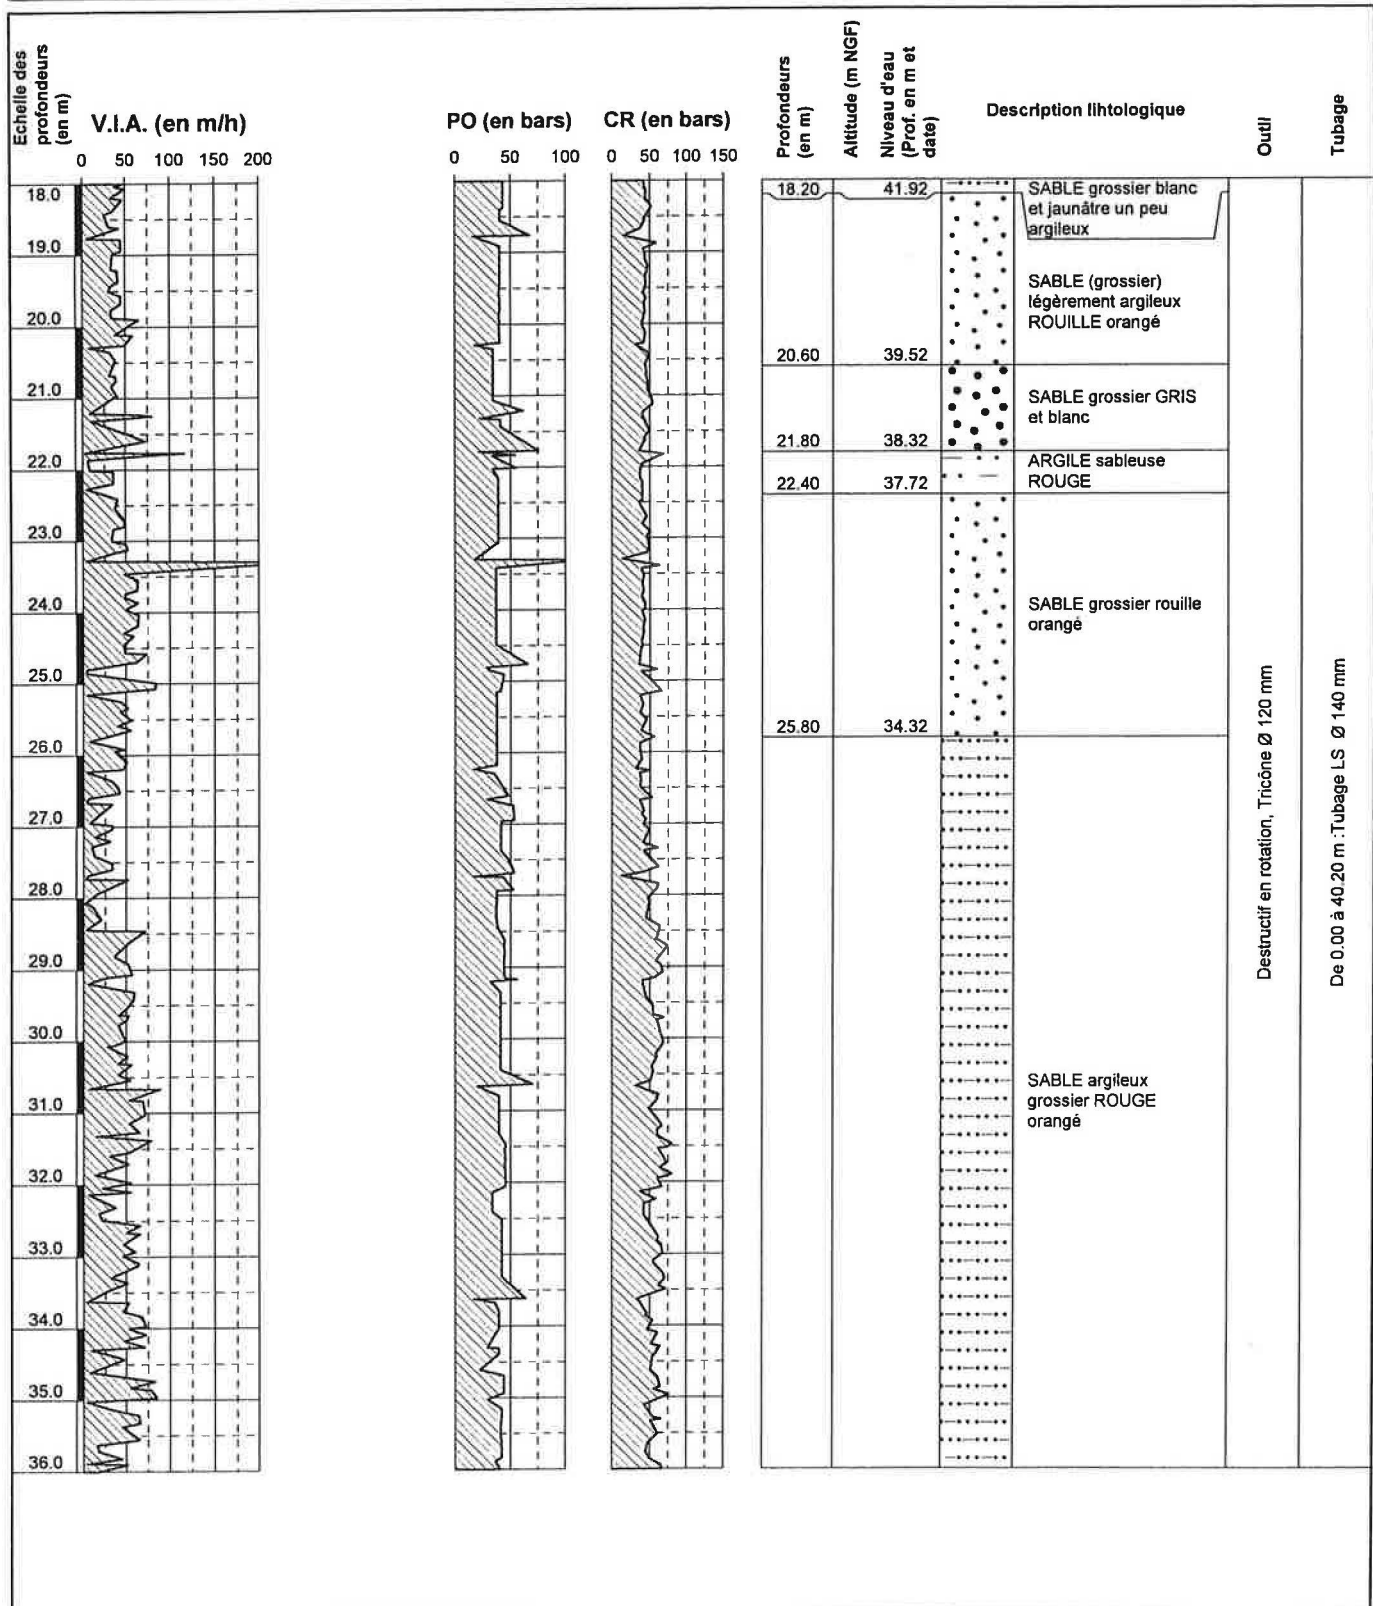 Echelle des
profondeurs
(en m)
V.I.A. (en m/h)
0 50 100 150 200
PO (en bars)
0 50 100
CR (en bars)
0 50 100 150
Profondeurs
(en m)
Altitude (m NGF)
Niveau d'eau
(Prof. en m et
date)
Description lihtologique
Outil
Tubage
18.0
19.0
20.0
21.0
22.0
23.0
24.0
25.0
26.0
27.0
28.0
29.0
30.0
31.0
32.0
33.0
34.0
35.0
36.0
18.20 41.92
SABLE grossier blanc
et jaunâtre un peu
argileux
SABLE (grossier)
légèrement argileux
ROUILLE orangé
20.60 39.52
SABLE grossier GRIS
et blanc
21.80 38.32
ARGILE sableuse
ROUGE
22.40 37.72
SABLE grossier rouille
orangé
25.80 34.32
SABLE argileux
grossier ROUGE
orangé
Destructif en rotation, Tricône Ø 120 mm
De 0.00 à 40.20 m :Tubage LS Ø 140 mm